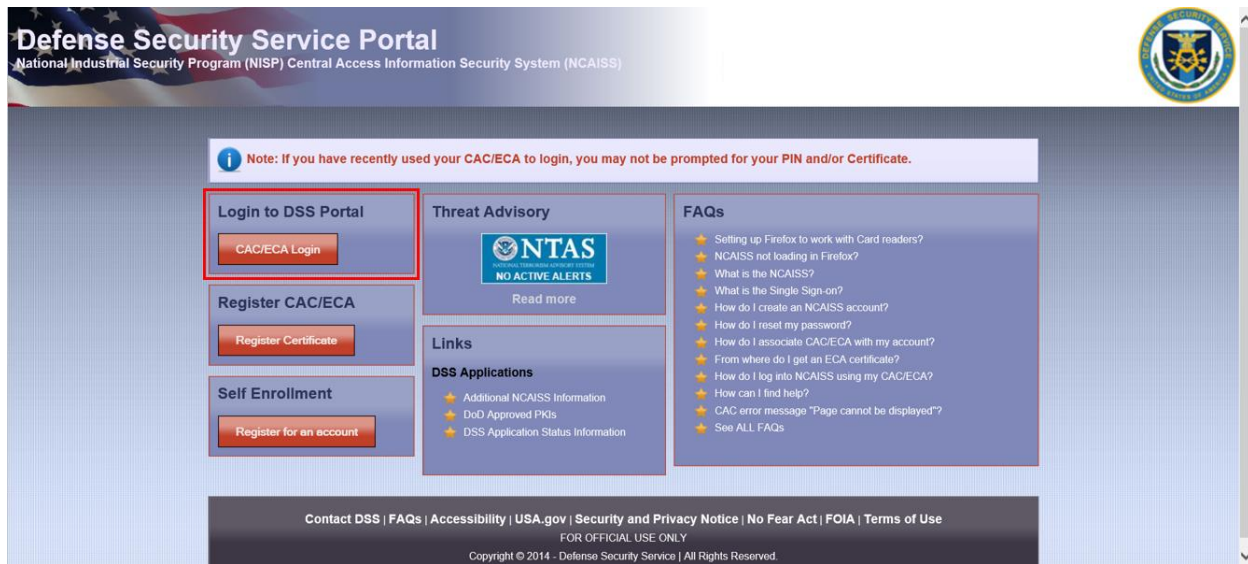 Defense Security Service Portal
National Industrial Security Program (NISP) Central Access Information Security System (NCAISS)
Note: If you have recently used your CAC/ECA to login, you may not be prompted for your PIN and/or Certificate.
Login to DSS Portal
CAC/ECA Login
Register CAC/ECA
Register Certificate
Self Enrollment
Register for an account
Threat Advisory
NTAS
NATIONAL TERRORISM ADVISORY SYSTEM
NO ACTIVE ALERTS
Read more
Links
DSS Applications
Additional NCAISS Information
DoD Approved PKIs
DSS Application Status Information
FAQs
Setting up Firefox to work with Card readers?
NCAISS not loading in Firefox?
What is the NCAISS?
What is the Single Sign-on?
How do I create an NCAISS account?
How do I reset my password?
How do I associate CAC/ECA with my account?
From where do I get an ECA certificate?
How do I log into NCAISS using my CAC/ECA?
How can I find help?
CAC error message "Page cannot be displayed"?
See ALL FAQs
Contact DSS | FAQs | Accessibility | USA.gov | Security and Privacy Notice | No Fear Act | FOIA | Terms of Use
FOR OFFICIAL USE ONLY
Copyright © 2014 - Defense Security Service | All Rights Reserved.
DEFENSE SECURITY SERVICE
UNITED STATES OF AMERICA